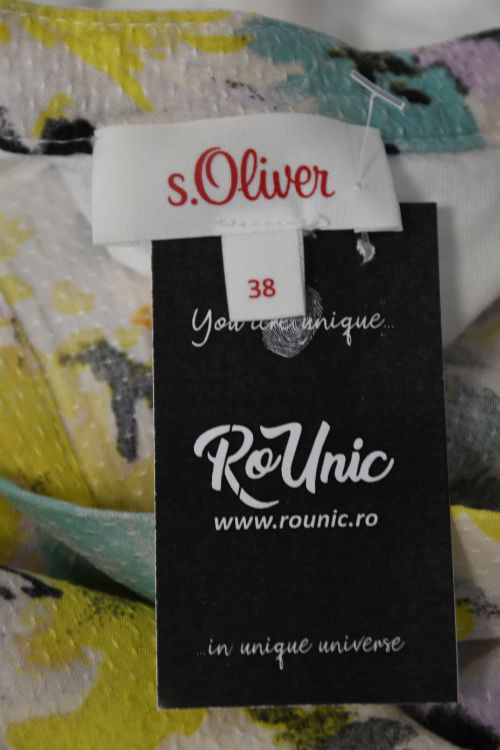 s.Oliver
38
You are unique...
RoUnic
www.rounic.ro
...in unique universe